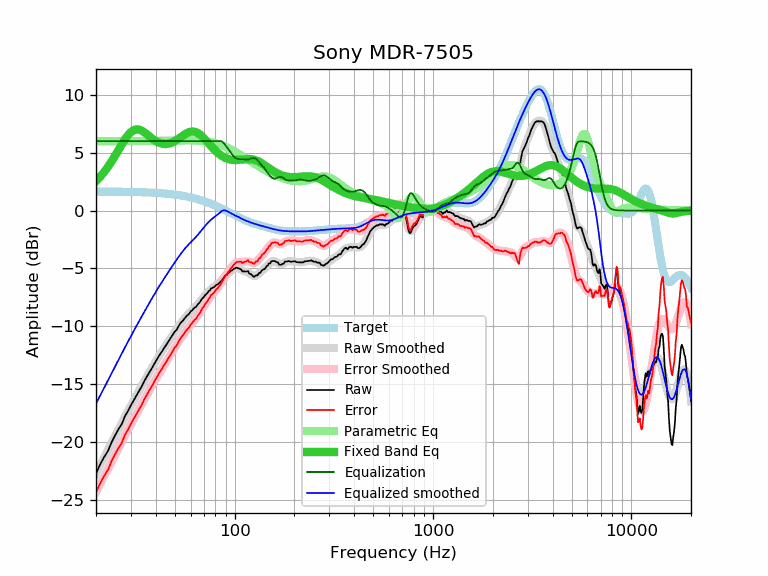 Sony MDR-7505
10
5
0
−5
−10
−15
−20
−25
Amplitude (dBr)
Target
Raw Smoothed
Error Smoothed
Raw
Error
Parametric Eq
Fixed Band Eq
Equalization
Equalized smoothed
100 1000 10000
Frequency (Hz)